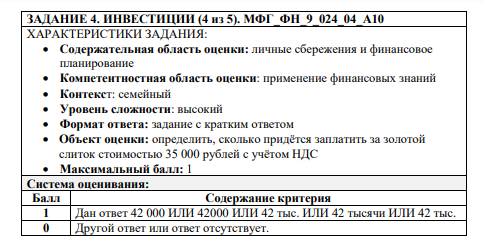 ЗАДАНИЕ 4. ИНВЕСТИЦИИ (4 из 5). МФГ_ФН_9_024_04_А10
ХАРАКТЕРИСТИКИ ЗАДАНИЯ:
• Содержательная область оценки: личные сбережения и финансовое
планирование
• Компетентностная область оценки: применение финансовых знаний
• Контекст: семейный
• Уровень сложности: высокий
• Формат ответа: задание с кратким ответом
• Объект оценки: определить, сколько придётся заплатить за золотой
слиток стоимостью 35 000 рублей с учётом НДС
• Максимальный балл: 1
Система оценивания:
Балл Содержание критерия
1 Дан ответ 42 000 ИЛИ 42000 ИЛИ 42 тыс. ИЛИ 42 тысячи ИЛИ 42 тыс.
0 Другой ответ или ответ отсутствует.